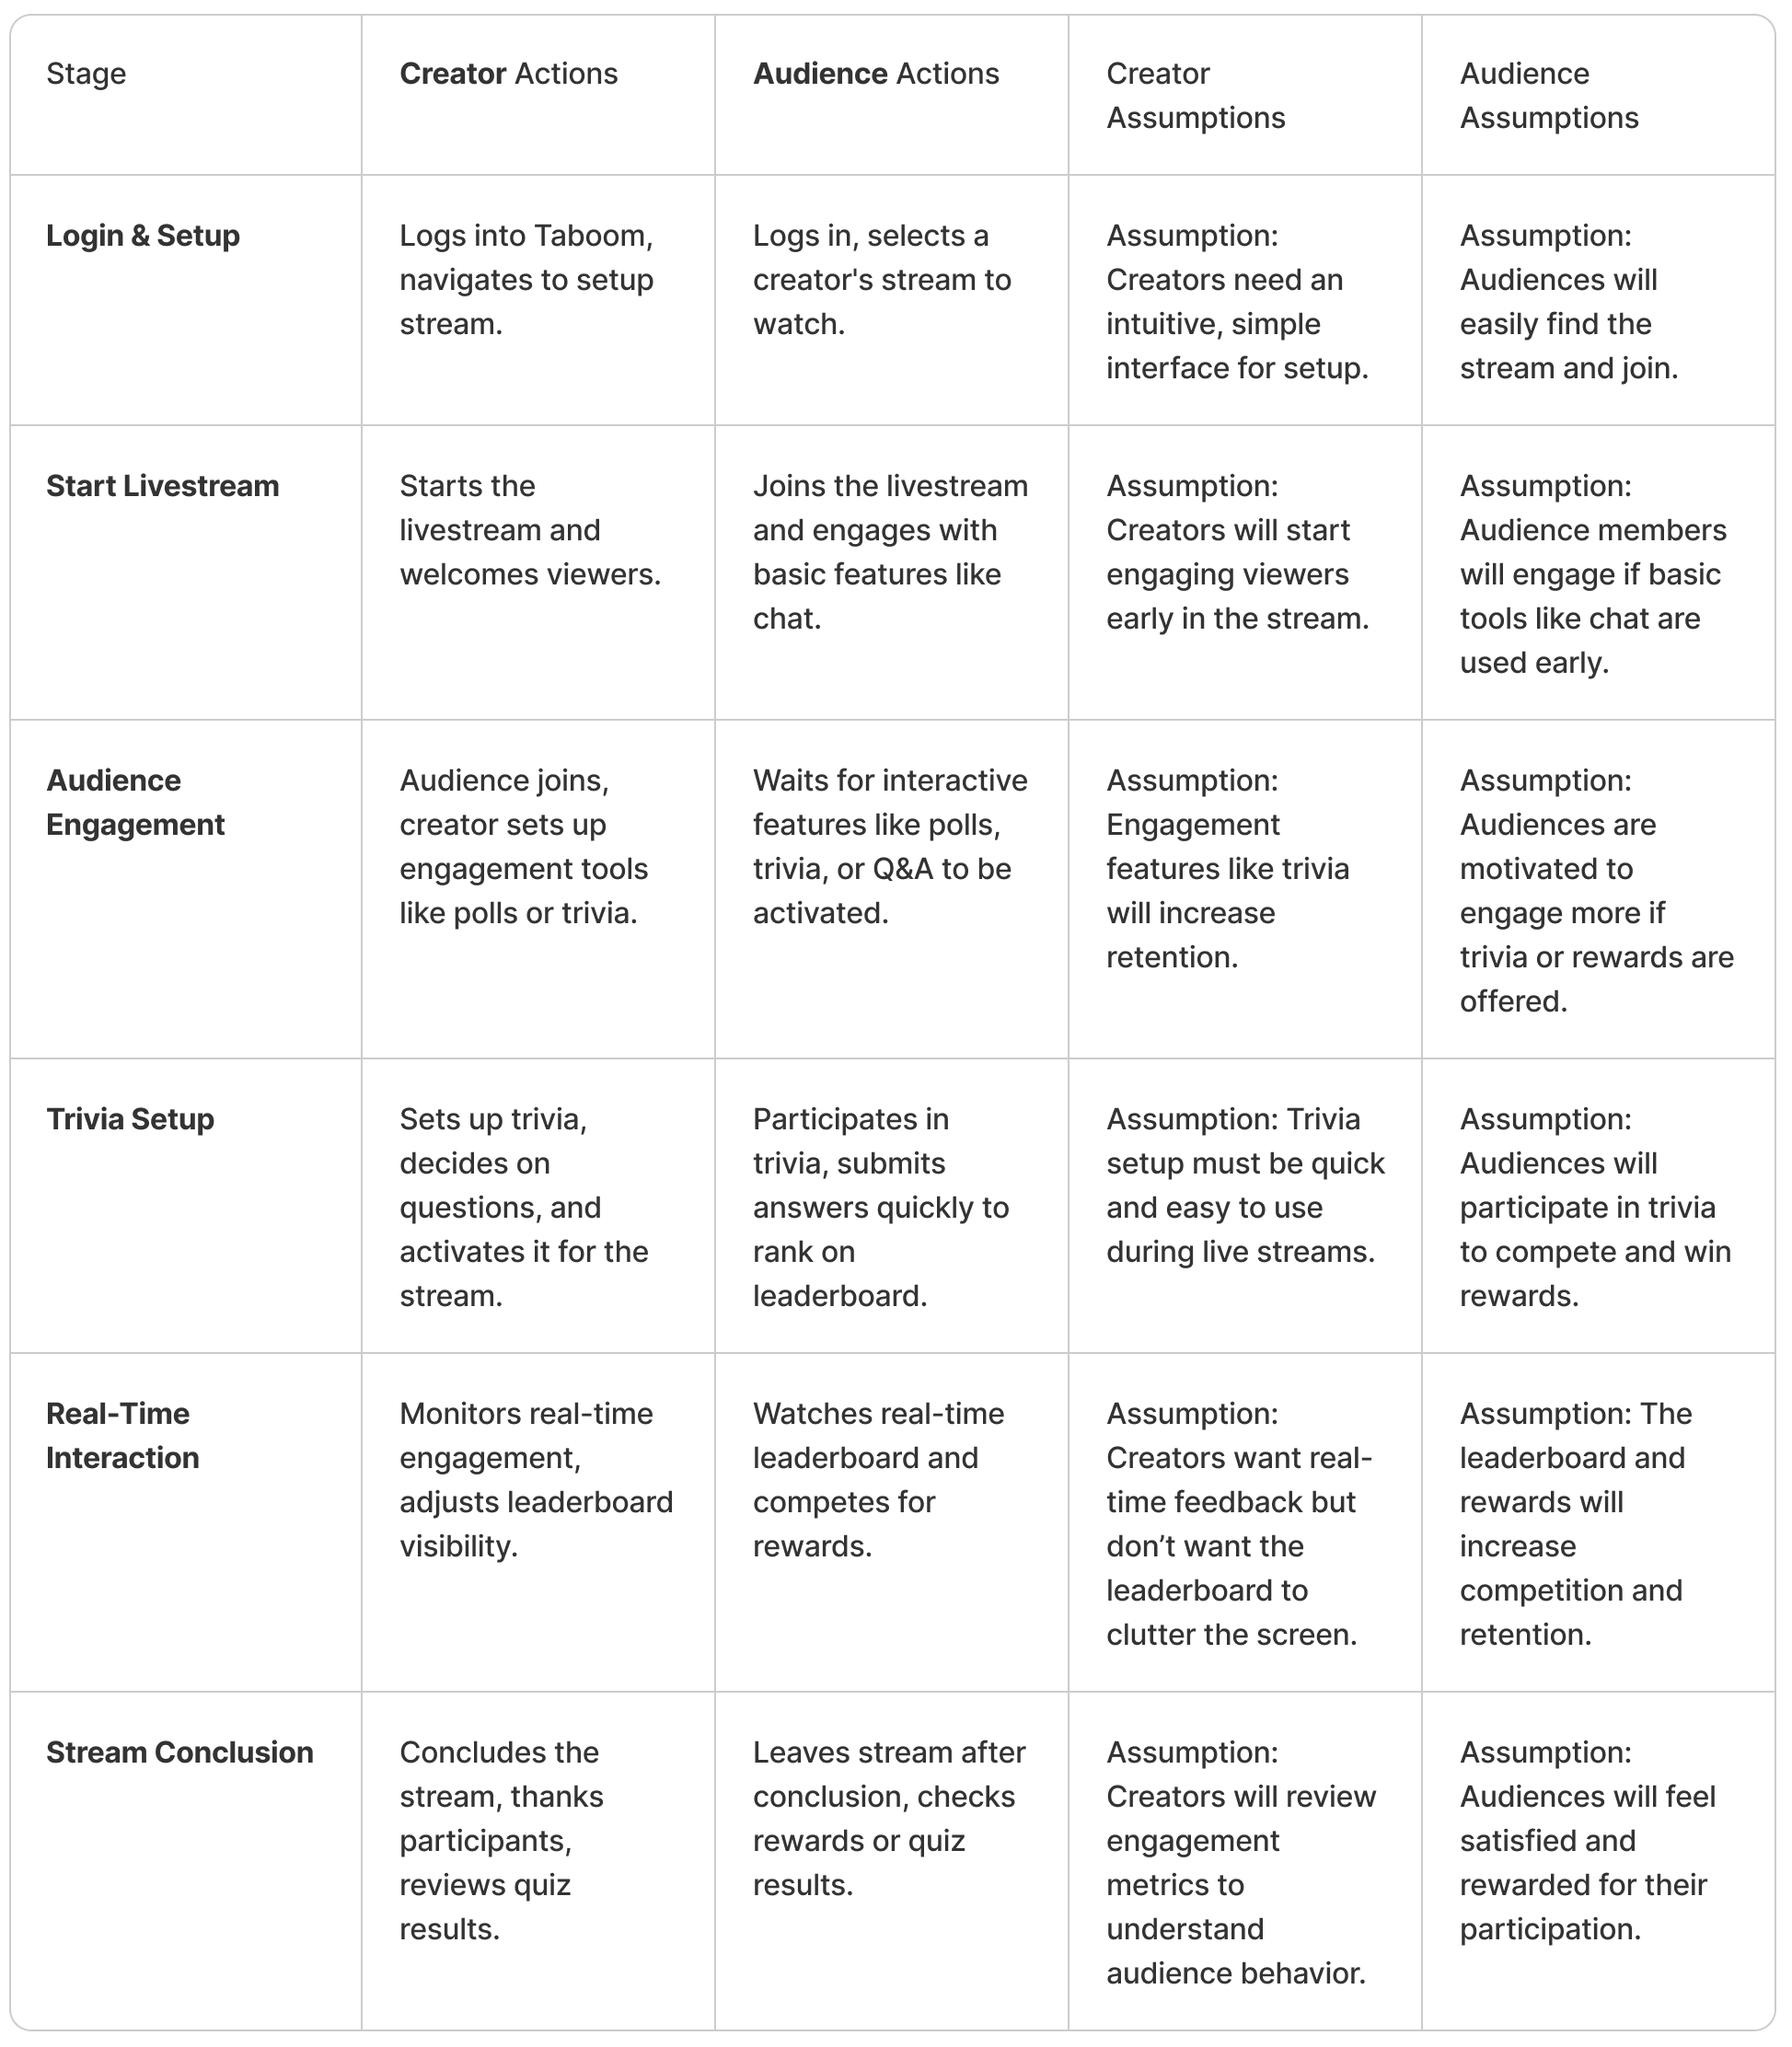 Stage
Creator Actions
Audience Actions
Creator
Assumptions
Audience
Assumptions
Login & Setup
Logs into Taboom,
navigates to setup
stream.
Logs in, selects a
creator's stream to
watch.
Assumption:
Creators need an
intuitive, simple
interface for setup.
Assumption:
Audiences will
easily find the
stream and join.
Start Livestream
Starts the
livestream and
welcomes viewers.
Joins the livestream
and engages with
basic features like
chat.
Assumption:
Creators will start
engaging viewers
early in the stream.
Assumption:
Audience members
will engage if basic
tools like chat are
used early.
Audience
Engagement
Audience joins,
creator sets up
engagement tools
like polls or trivia.
Waits for interactive
features like polls,
trivia, or Q&A to be
activated.
Assumption:
Engagement
features like trivia
will increase
retention.
Assumption:
Audiences are
motivated to
engage more if
trivia or rewards are
offered.
Trivia Setup
Sets up trivia,
decides on
questions, and
activates it for the
stream.
Participates in
trivia, submits
answers quickly to
rank on
leaderboard.
Assumption: Trivia
setup must be quick
and easy to use
during live streams.
Assumption:
Audiences will
participate in trivia
to compete and win
rewards.
Real-Time
Interaction
Monitors real-time
engagement,
adjusts leaderboard
visibility.
Watches real-time
leaderboard and
competes for
rewards.
Assumption:
Creators want real-
time feedback but
don’t want the
leaderboard to
clutter the screen.
Assumption: The
leaderboard and
rewards will
increase
competition and
retention.
Stream Conclusion
Concludes the
stream, thanks
participants,
reviews quiz
results.
Leaves stream after
conclusion, checks
rewards or quiz
results.
Assumption:
Creators will review
engagement
metrics to
understand
audience behavior.
Assumption:
Audiences will feel
satisfied and
rewarded for their
participation.